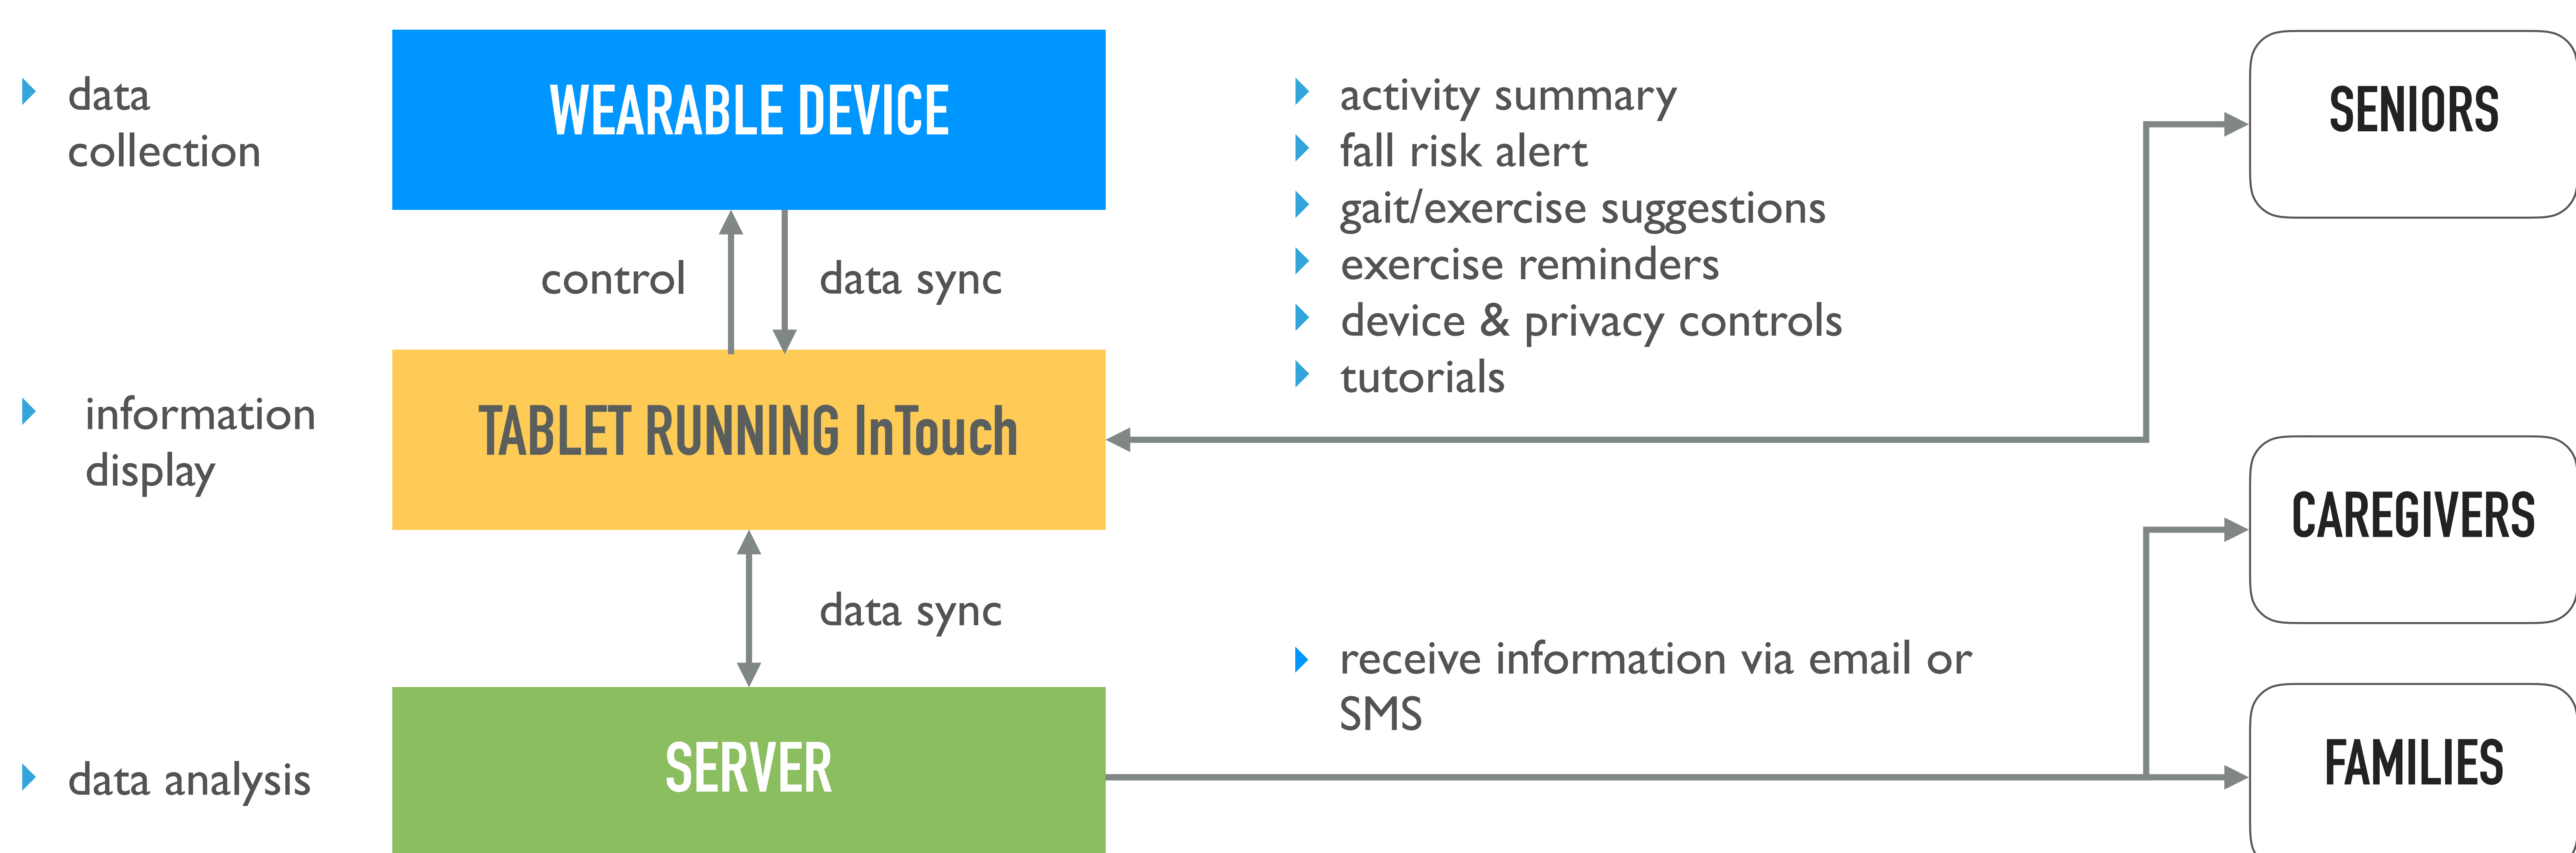 data
collection
WEARABLE DEVICE
control
data sync
information
display
TABLET RUNNING InTouch
data sync
data analysis
SERVER
activity summary
fall risk alert
gait/exercise suggestions
exercise reminders
device & privacy controls
tutorials
receive information via email or
SMS
SENIORS
CAREGIVERS
FAMILIES